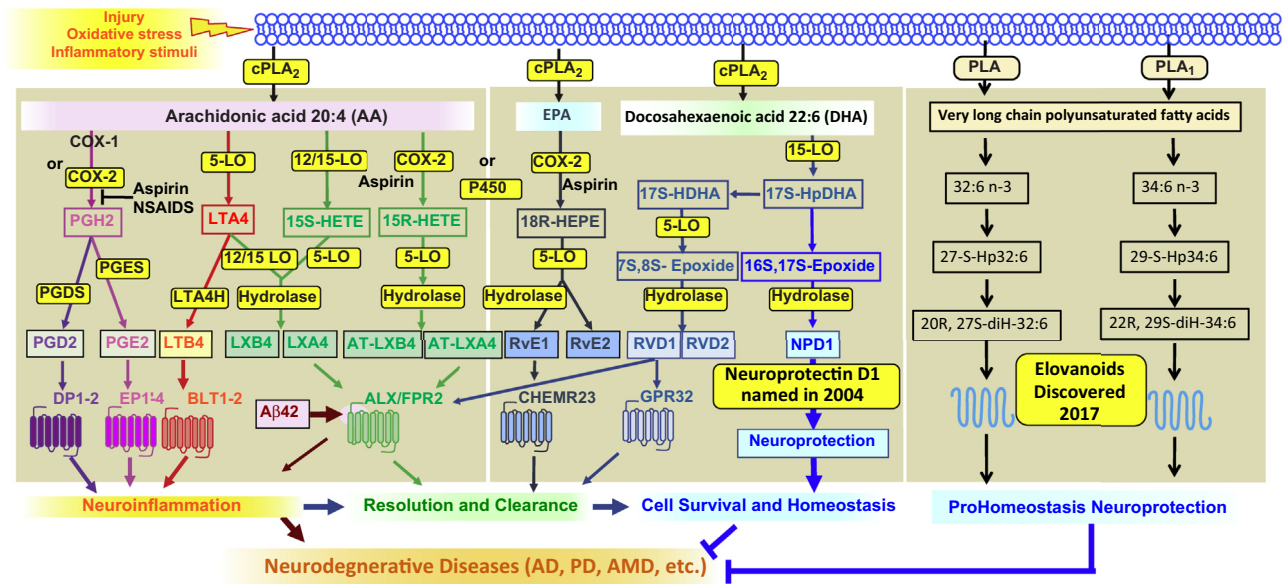 Injury
Oxidative stress
Inflammatory stimuli
cPLA2
cPLA2
cPLA2
PLA
PLA1
Arachidonic acid 20:4 (AA)
EPA
Docosahexaenoic acid 22:6 (DHA)
Very long chain polyunsaturated fatty acids
COX-1
or
COX-2
Aspirin
NSAIDS
5-LO
12/15-LO
Aspirin
COX-2
or
P450
COX-2
Aspirin
15-LO
32:6 n-3
34:6 n-3
PGH2
LTA4
15S-HETE
15R-HETE
18R-HEPE
17S-HDHA
17S-HpDHA
5-LO
PGES
12/15 LO
5-LO
5-LO
5-LO
7S,8S- Epoxide
16S,17S-Epoxide
27-S-Hp32:6
29-S-Hp34:6
PGDS
LTA4H
Hydrolase
Hydrolase
Hydrolase
Hydrolase
Hydrolase
20R, 27S-diH-32:6
22R, 29S-diH-34:6
PGD2
PGE2
LTB4
LXB4
LXA4
AT-LXB4
AT-LXA4
RvE1
RvE2
RVD1
RVD2
NPD1
Neuroprotectin D1
named in 2004
Elovanoids
Discovered
2017
DP1-2
EP1-4
BLT1-2
Aβ42
ALX/FPR2
CHEMR23
GPR32
Neuroprotection
Neuroinflammation
Resolution and Clearance
Cell Survival and Homeostasis
ProHomeostasis Neuroprotection
Neurodegnerative Diseases (AD, PD, AMD, etc.)